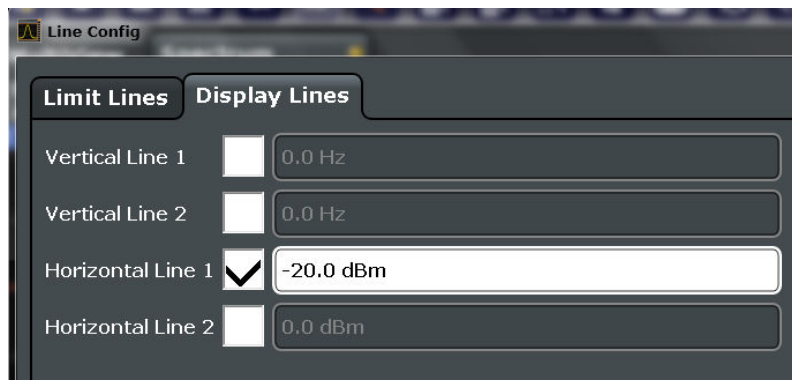 Line Config
Spectrum
Limit Lines
Display Lines
Vertical Line 1
0.0 Hz
Vertical Line 2
0.0 Hz
Horizontal Line 1
-20.0 dBm
Horizontal Line 2
0.0 dBm